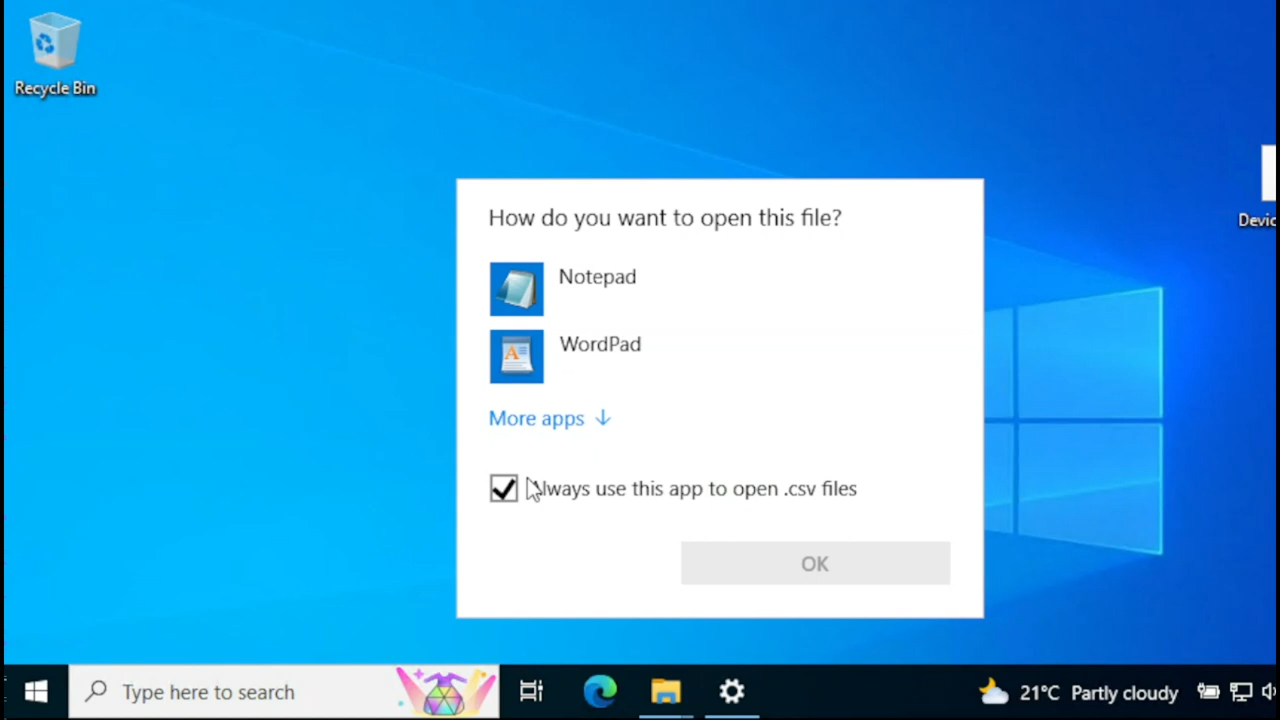 Recycle Bin
Devic
How do you want to open this file?
Notepad
WordPad
More apps
Always use this app to open .csv files
OK
Type here to search
21°C Partly cloudy